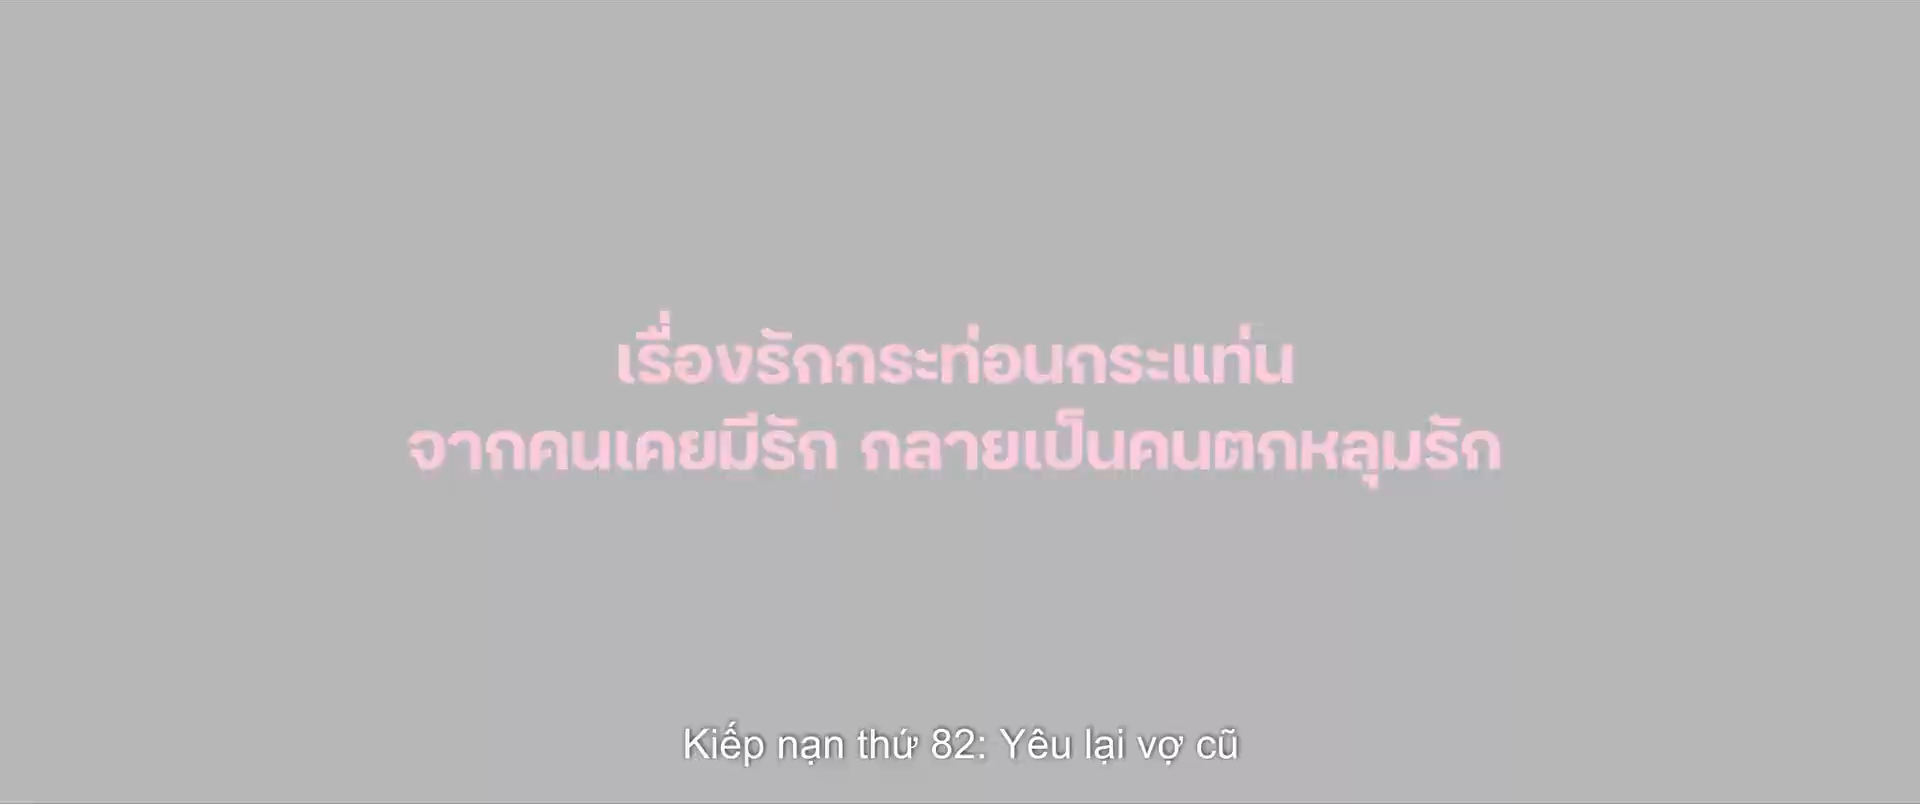 เรื่องรักกระท่อนกระแท่น
จากคนเคยมีรัก กลายเป็นคนตกหลุมรัก
Kiếp nạn thứ 82: Yêu lại vợ cũ